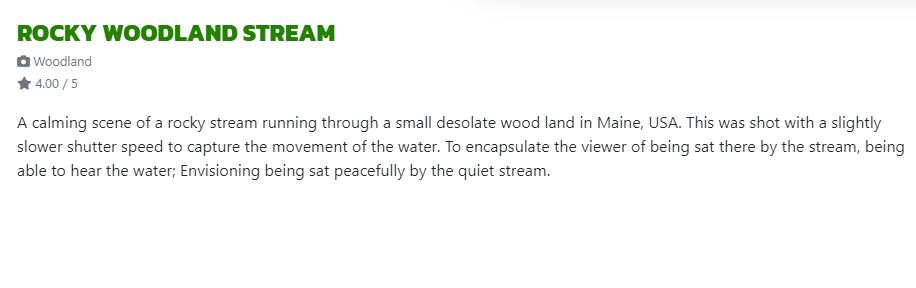 ROCKY WOODLAND STREAM
Woodland
4.00 / 5
A calming scene of a rocky stream running through a small desolate wood land in Maine, USA. This was shot with a slightly
slower shutter speed to capture the movement of the water. To encapsulate the viewer of being sat there by the stream, being
able to hear the water; Envisioning being sat peacefully by the quiet stream.